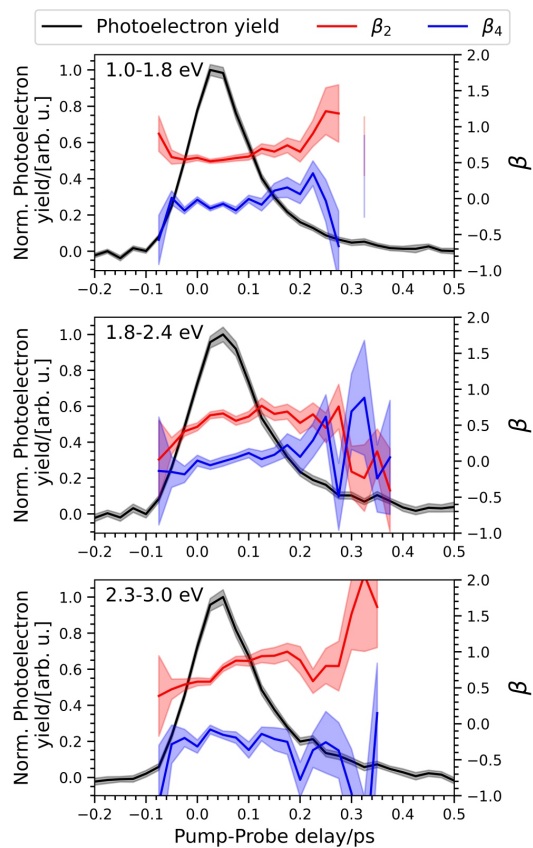 Photoelectron yield β₂ β₄
1.0-1.8 eV
Norm. Photoelectron
yield/[arb. u.]
1.0
0.8
0.6
0.4
0.2
0.0
2.0
1.5
1.0
0.5
0.0
−0.5
−1.0
β
−0.2 −0.1 0.0 0.1 0.2 0.3 0.4 0.5
1.8-2.4 eV
Norm. Photoelectron
yield/[arb. u.]
1.0
0.8
0.6
0.4
0.2
0.0
2.0
1.5
1.0
0.5
0.0
−0.5
−1.0
β
−0.2 −0.1 0.0 0.1 0.2 0.3 0.4 0.5
2.3-3.0 eV
Norm. Photoelectron
yield/[arb. u.]
1.0
0.8
0.6
0.4
0.2
0.0
2.0
1.5
1.0
0.5
0.0
−0.5
−1.0
β
−0.2 −0.1 0.0 0.1 0.2 0.3 0.4 0.5
Pump-Probe delay/ps